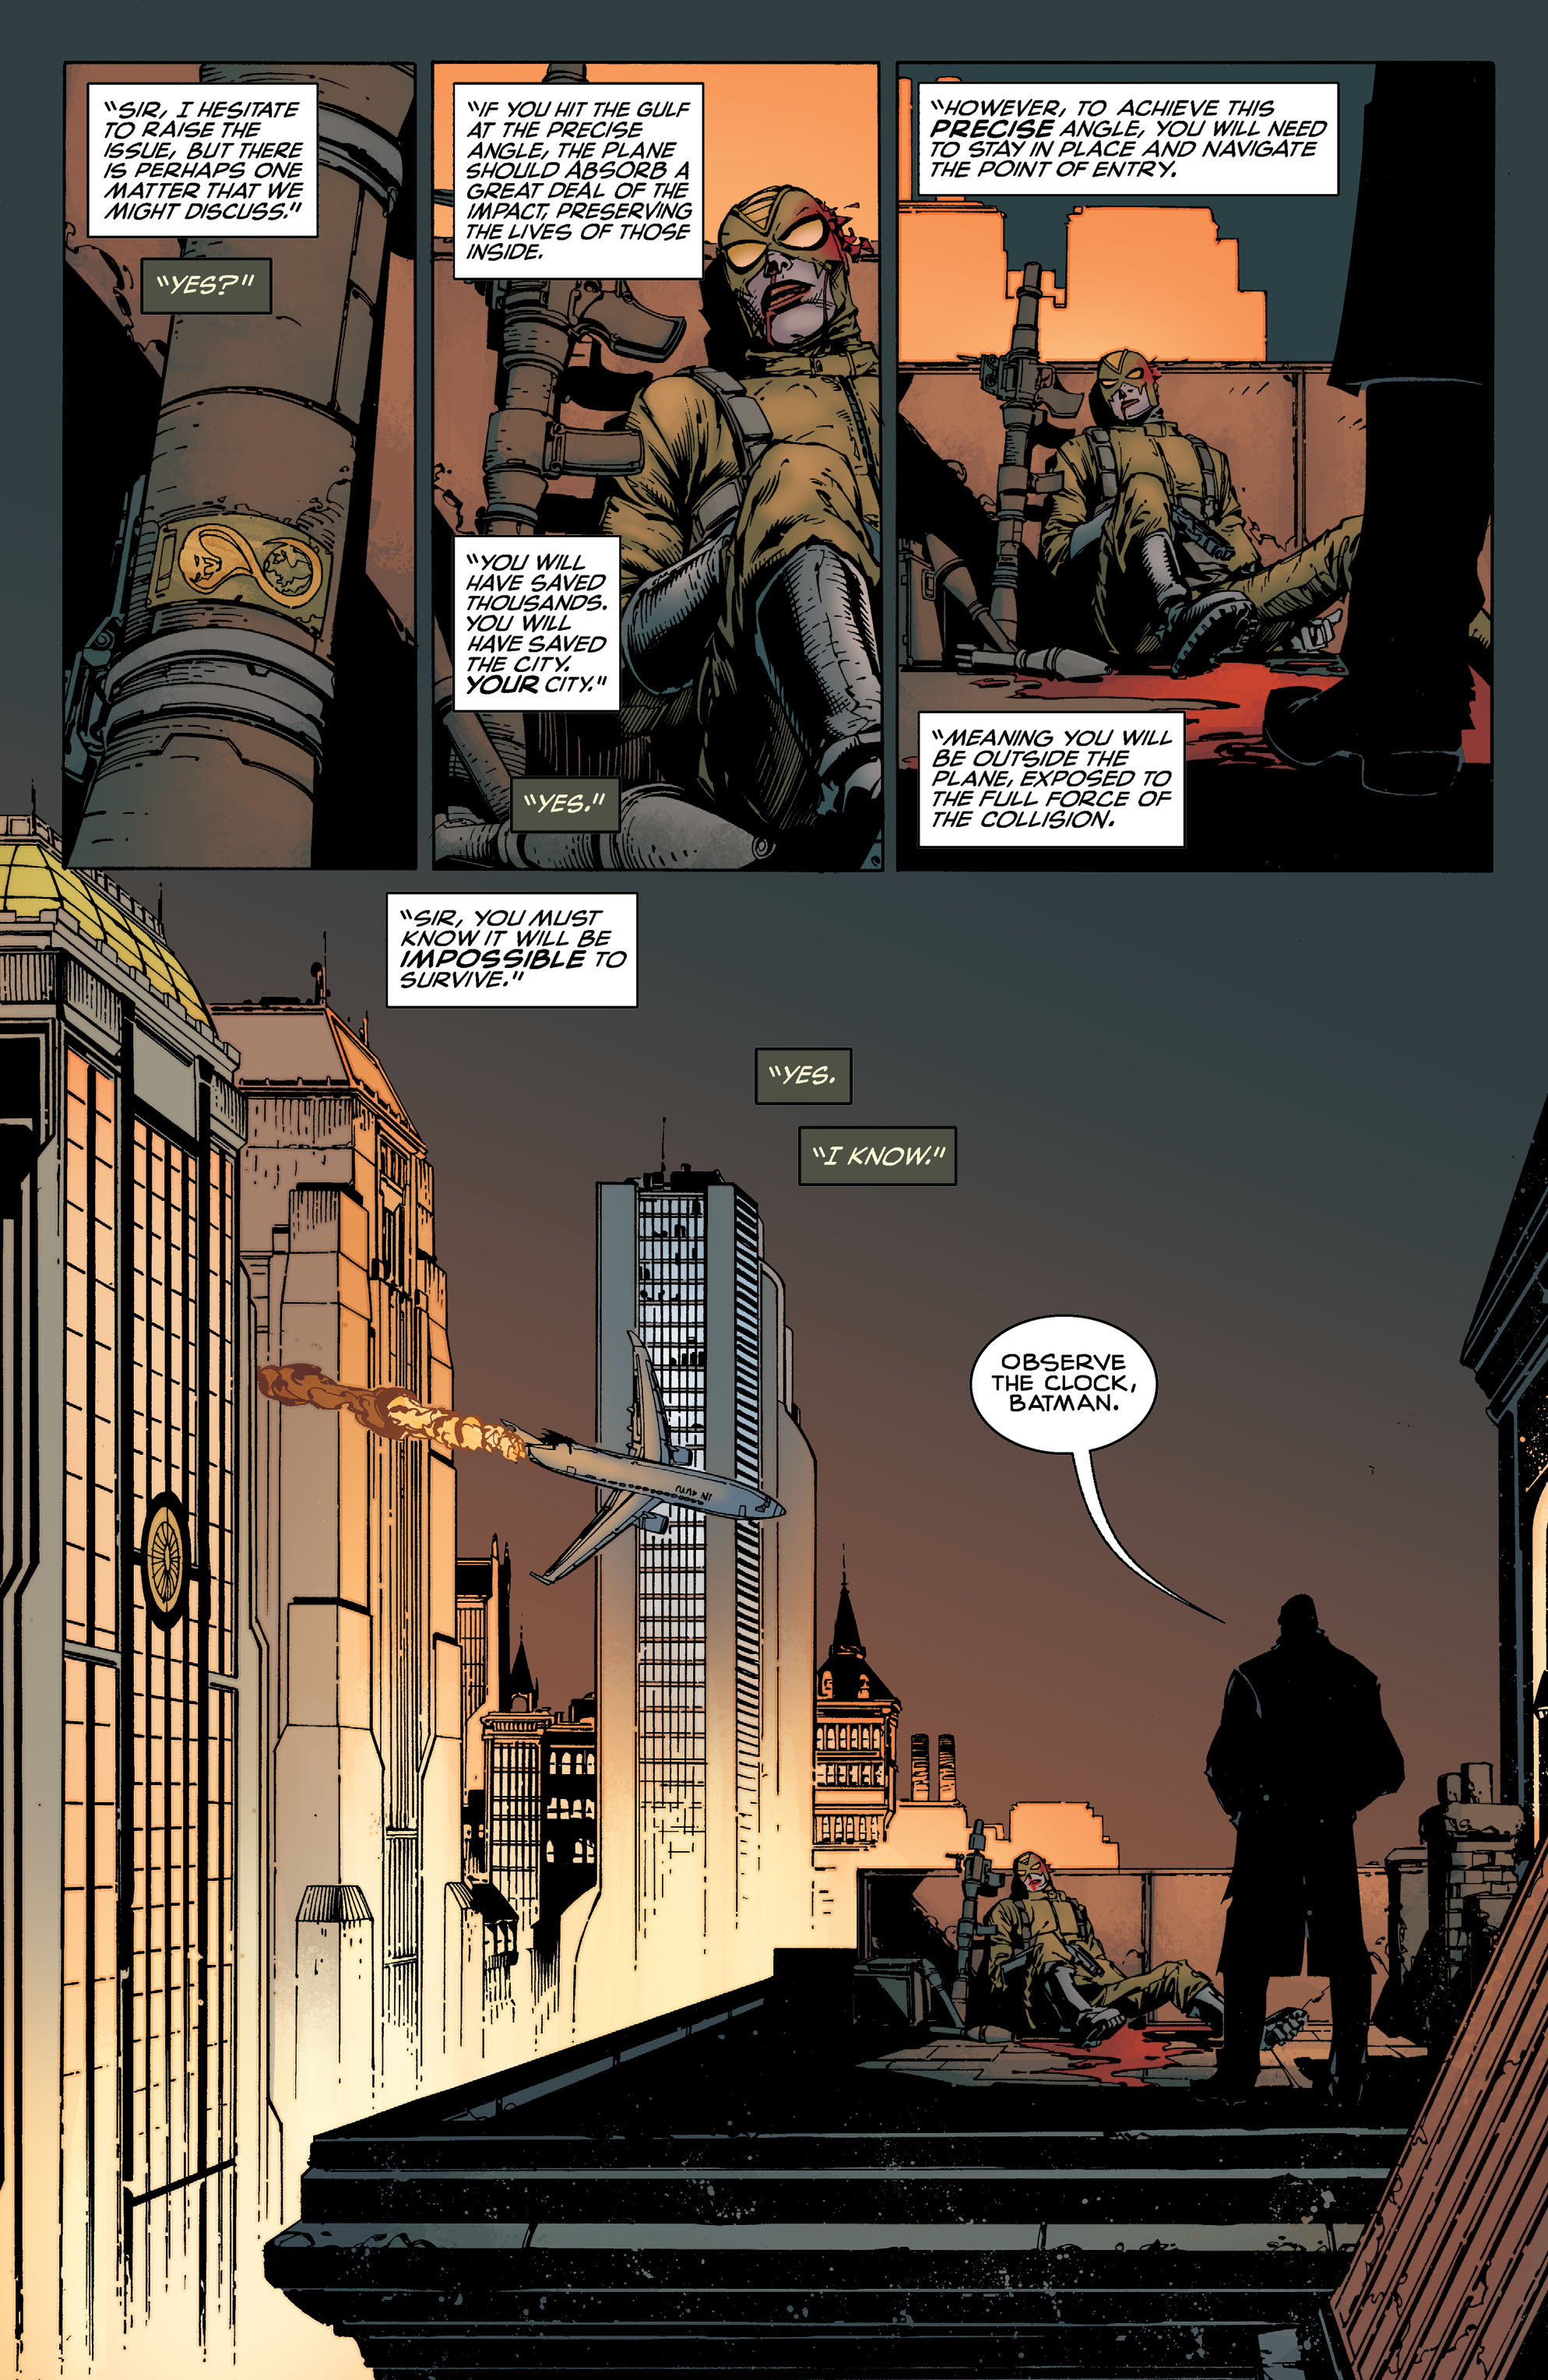 "SIR, I HESITATE
TO RAISE THE
ISSUE, BUT THERE
IS PERHAPS ONE
MATTER THAT WE
MIGHT DISCUSS."
"YES?"
"IF YOU HIT THE GULF
AT THE PRECISE
ANGLE, THE PLANE
SHOULD ABSORB A
GREAT DEAL OF THE
IMPACT, PRESERVING
THE LIVES OF THOSE
INSIDE.
"YOU WILL
HAVE SAVED
THOUSANDS.
YOU WILL
HAVE SAVED
THE CITY.
YOUR CITY."
"YES."
"HOWEVER, TO ACHIEVE THIS
PRECISE ANGLE, YOU WILL NEED
TO STAY IN PLACE AND NAVIGATE
THE POINT OF ENTRY.
"MEANING YOU WILL
BE OUTSIDE THE
PLANE, EXPOSED TO
THE FULL FORCE OF
THE COLLISION.
"SIR, YOU MUST
KNOW IT WILL BE
IMPOSSIBLE TO
SURVIVE."
"YES.
"I KNOW."
OBSERVE
THE CLOCK,
BATMAN.